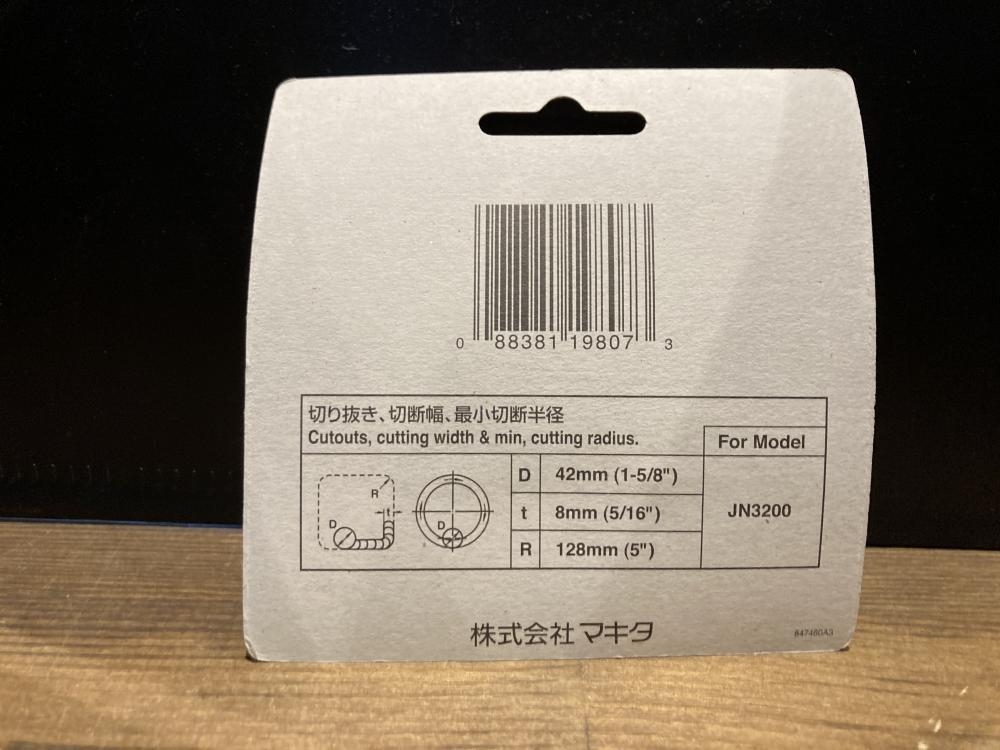 0 88381 19807 3
切り抜き、切断幅、最小切断半径
Cutouts, cutting width & min, cutting radius.
For Model
R
t
D
D
D 42mm (1-5/8")
t 8mm (5/16")
R 128mm (5")
JN3200
株式会社マキタ
847460A3